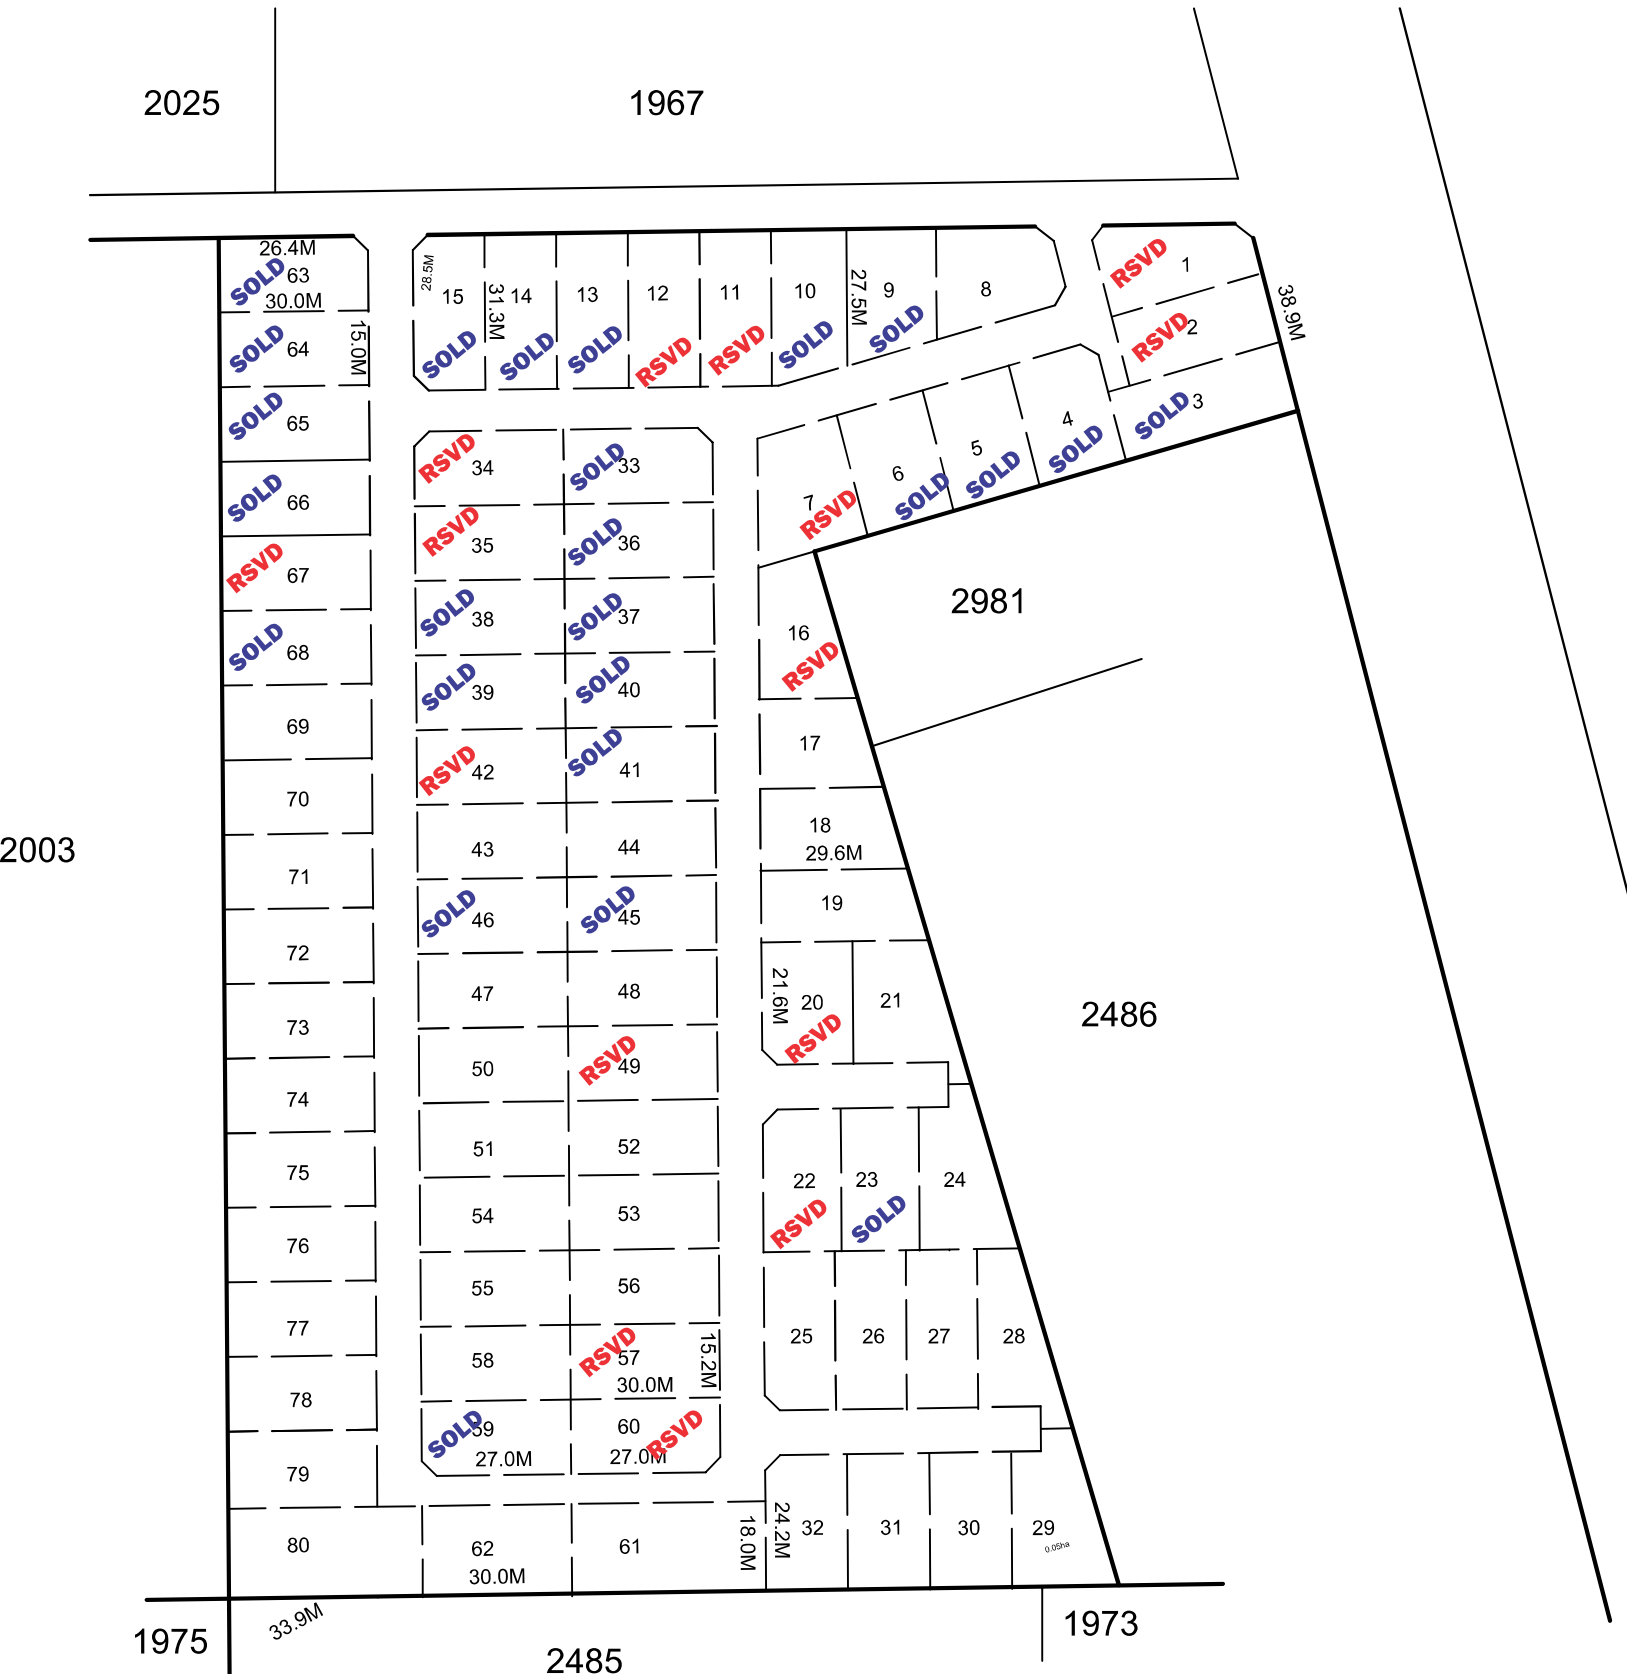 2025
1967
26.4M
SOLD 63
30.0M
SOLD 64
15.0M
SOLD 65
SOLD 66
RSVD 67
SOLD 68
69
70
71
72
73
74
75
76
77
78
79
80
28.5M
15 SOLD
31.3M
14 SOLD
13 SOLD
12 RSVD
11 RSVD
10 SOLD
27.5M
9 SOLD
8
RSVD 1
RSVD 2
38.9M
SOLD 3
4 SOLD
5 SOLD
6 SOLD
7 RSVD
RSVD 34
SOLD 33
RSVD 35
SOLD 36
SOLD 38
SOLD 37
SOLD 39
SOLD 40
RSVD 42
SOLD 41
43
44
SOLD 46
SOLD 45
47
48
50
RSVD 49
51
52
54
53
55
56
58
RSVD 57
15.2M
30.0M
SOLD 59
27.0M
60 RSVD
27.0M
62
30.0M
61
18.0M
16 RSVD
17
18
29.6M
19
21.6M
20 RSVD
21
22 RSVD
23 SOLD
24
25
26
27
28
24.2M
32
31
30
29
0.05ha
2981
2486
2003
1975
33.9M
2485
1973